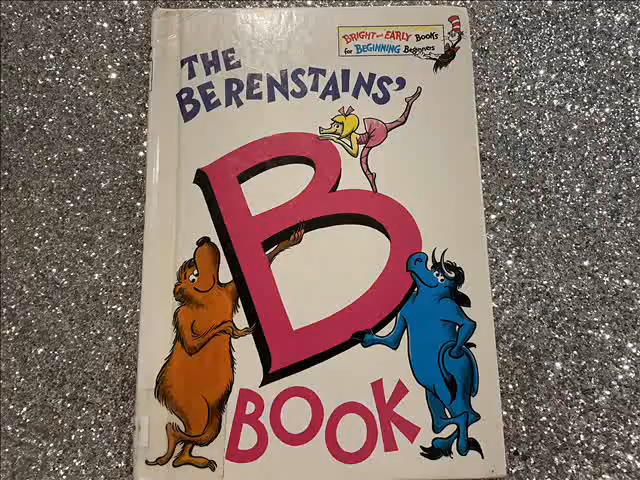 BRIGHT and EARLY BOOKS
for BEGINNING Beginners
THE
BERENSTAINS'
B
BOOK